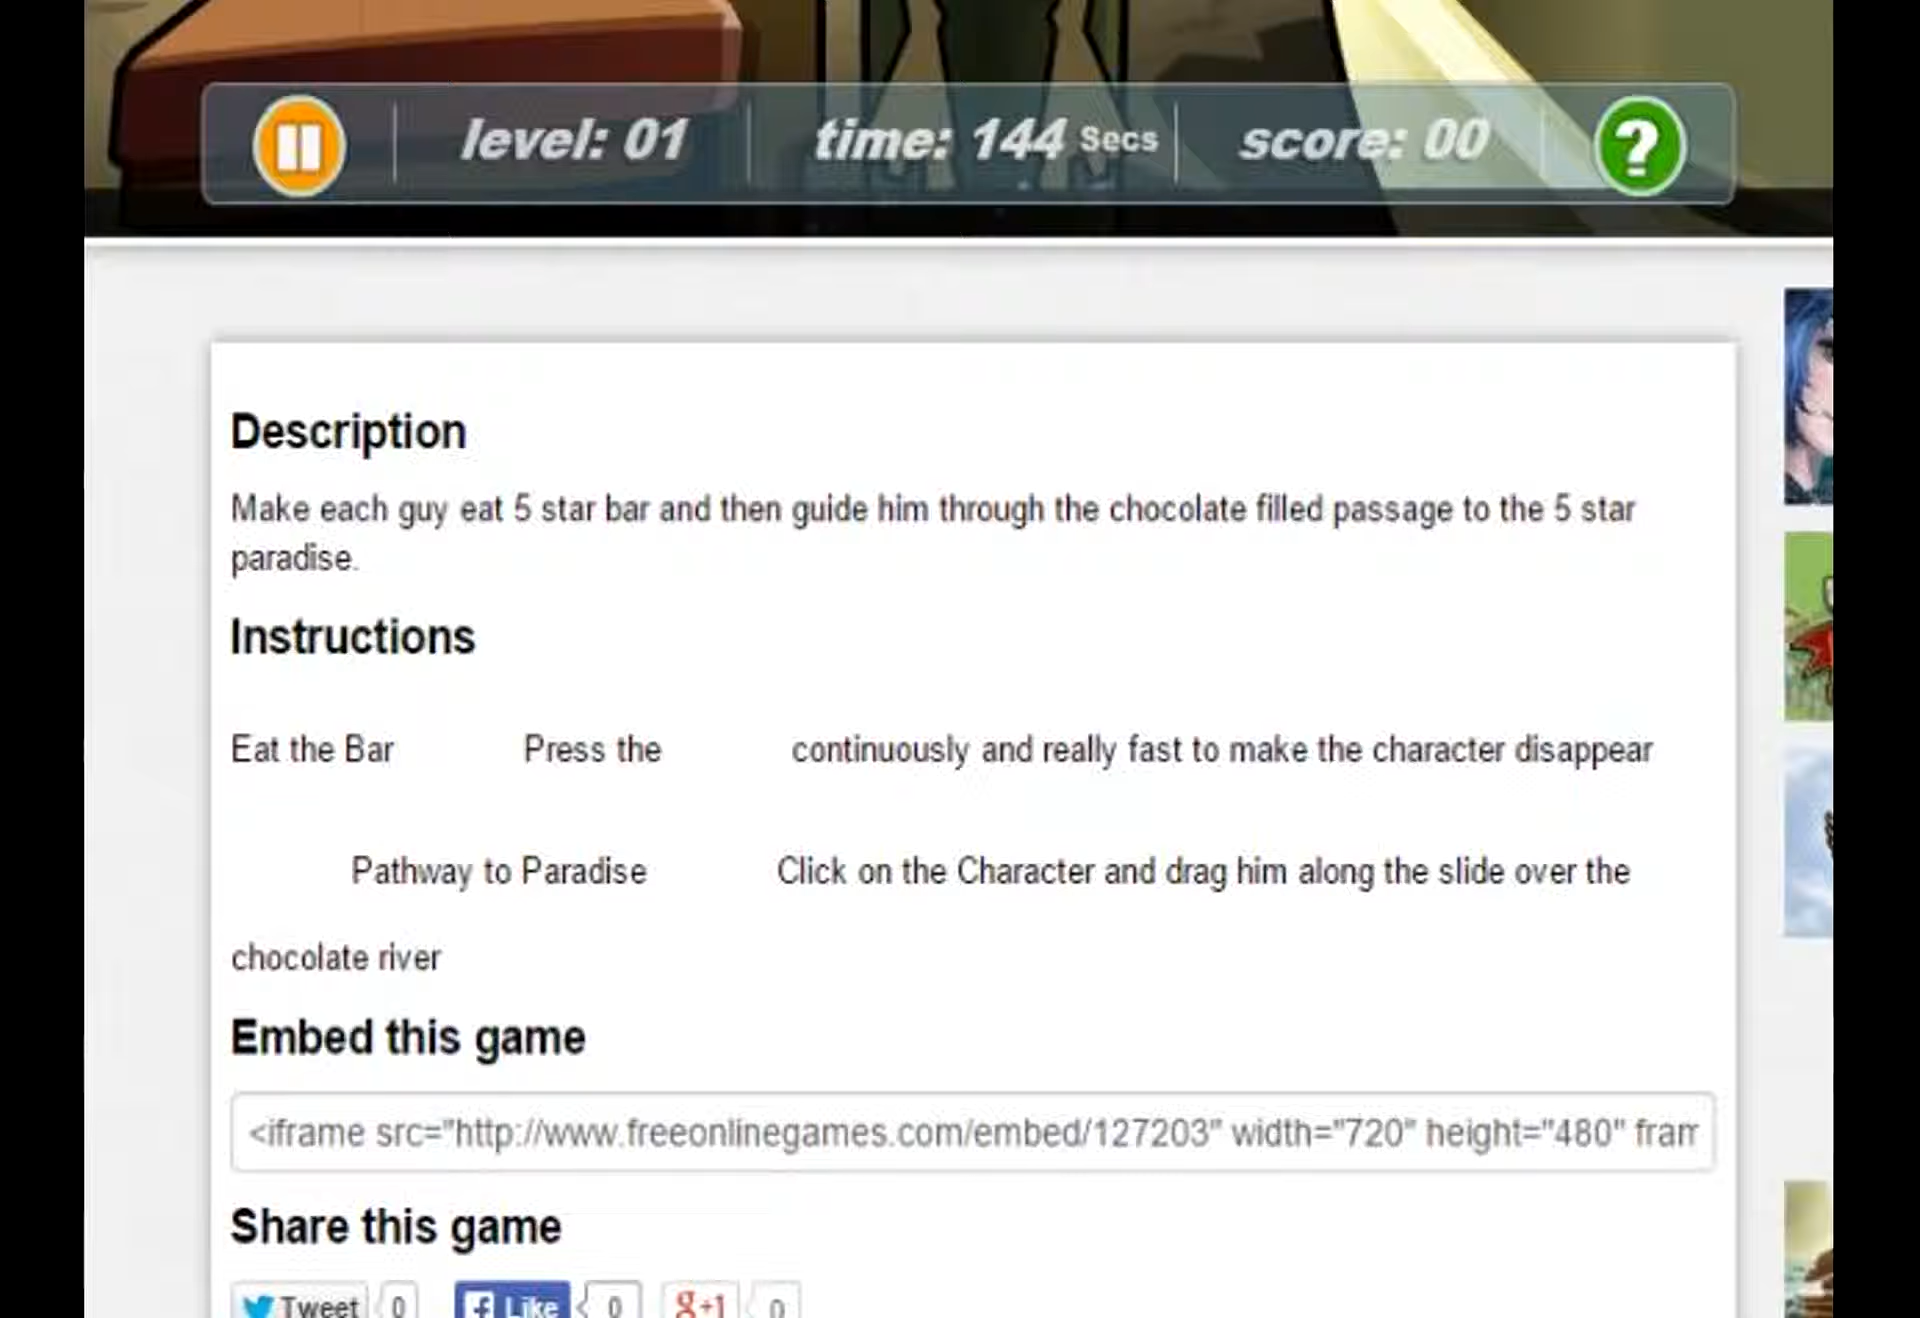 level: 01 time: 144 Secs score: 00 ?
Description
Make each guy eat 5 star bar and then guide him through the chocolate filled passage to the 5 star
paradise.
Instructions
Eat the Bar Press the continuously and really fast to make the character disappear
Pathway to Paradise Click on the Character and drag him along the slide over the
chocolate river
Embed this game
<iframe src="http://www.freeonlinegames.com/embed/127203" width="720" height="480" fram
Share this game
Tweet 0 Like 0 g+1 0